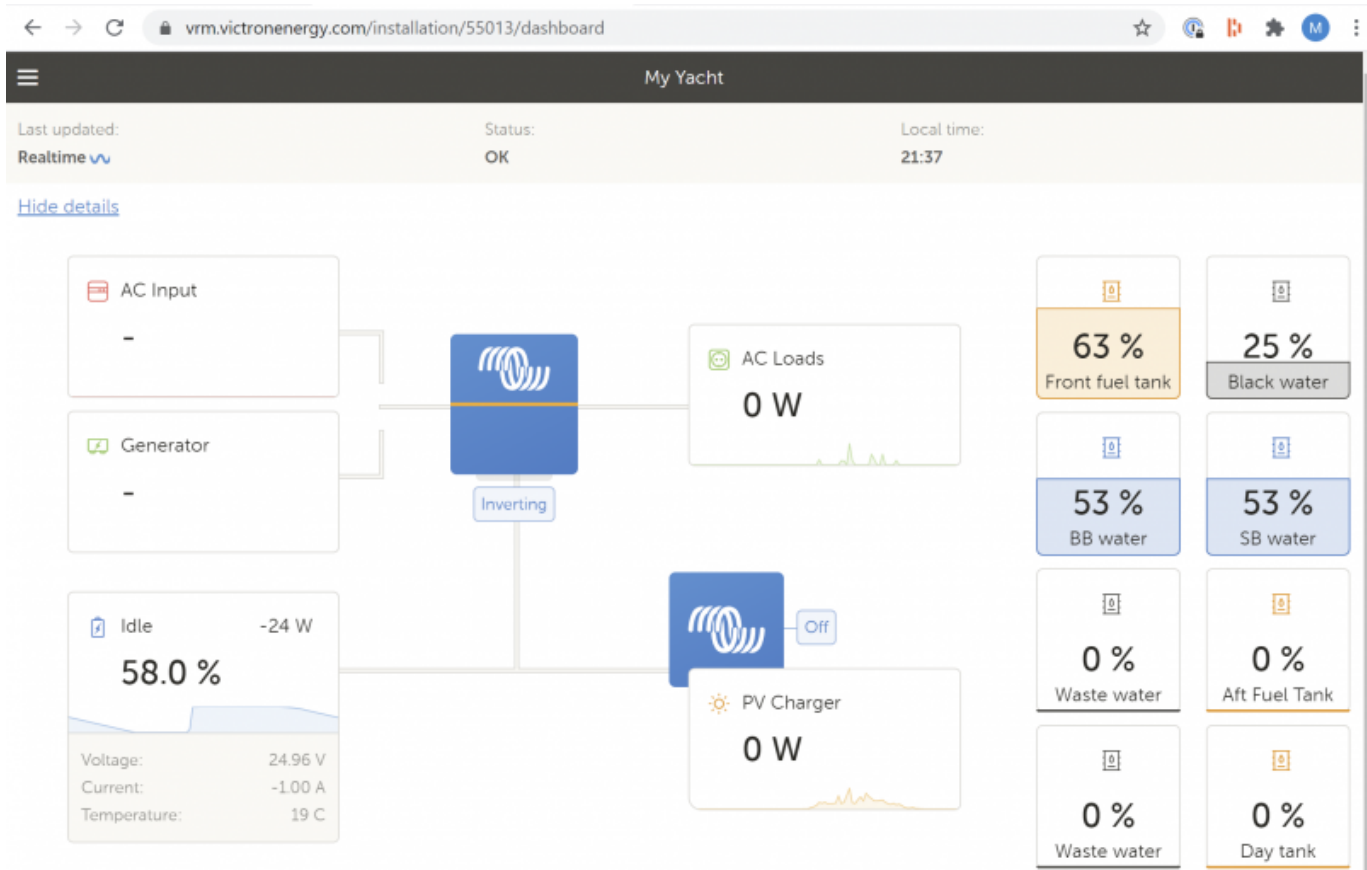 vrm.victronenergy.com/installation/55013/dashboard
M
My Yacht
Last updated:
Realtime
Status:
OK
Local time:
21:37
Hide details
AC Input
-
Generator
-
Inverting
AC Loads
0 W
Idle
-24 W
58.0 %
Voltage:
24.96 V
Current:
-1.00 A
Temperature:
19 C
Off
PV Charger
0 W
63 %
Front fuel tank
25 %
Black water
53 %
BB water
53 %
SB water
0 %
Waste water
0 %
Aft Fuel Tank
0 %
Waste water
0 %
Day tank